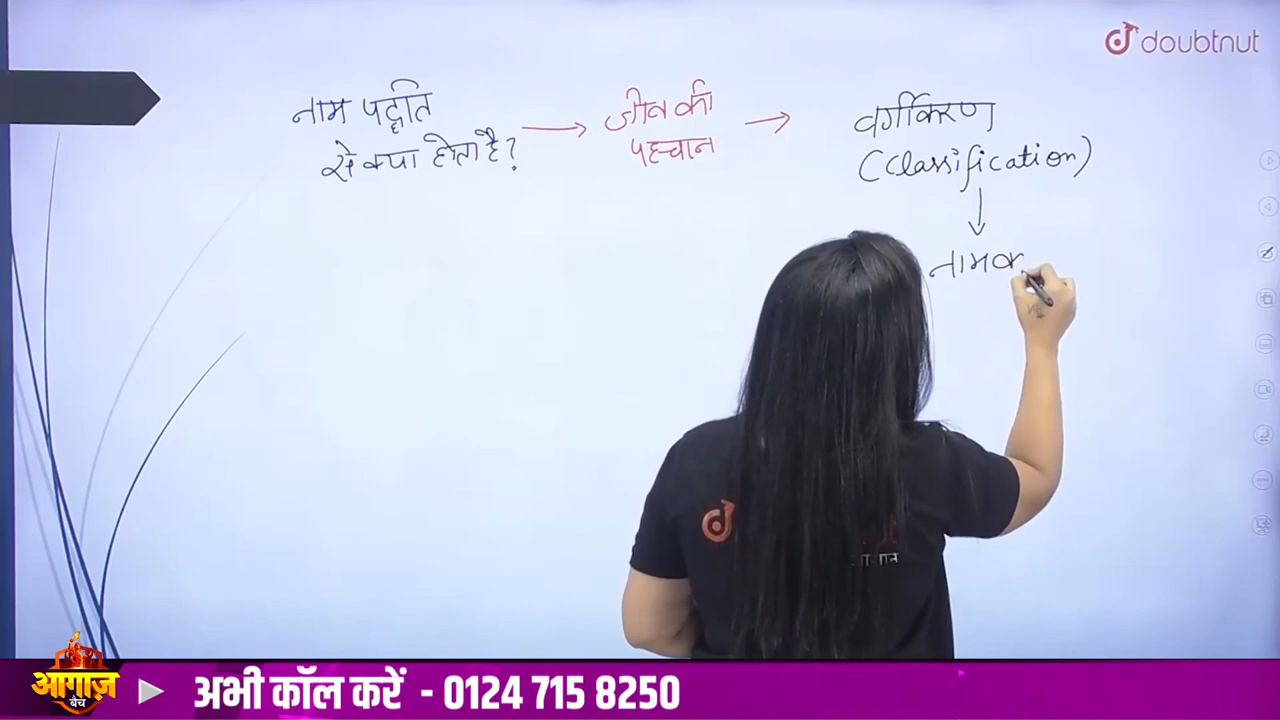 doubtnut
नाम पद्धति
से क्या होता है?
जीव की
पहचान
वर्गीकरण
(classification)
नामक
आगाज़
बैच
अभी कॉल करें - 0124 715 8250